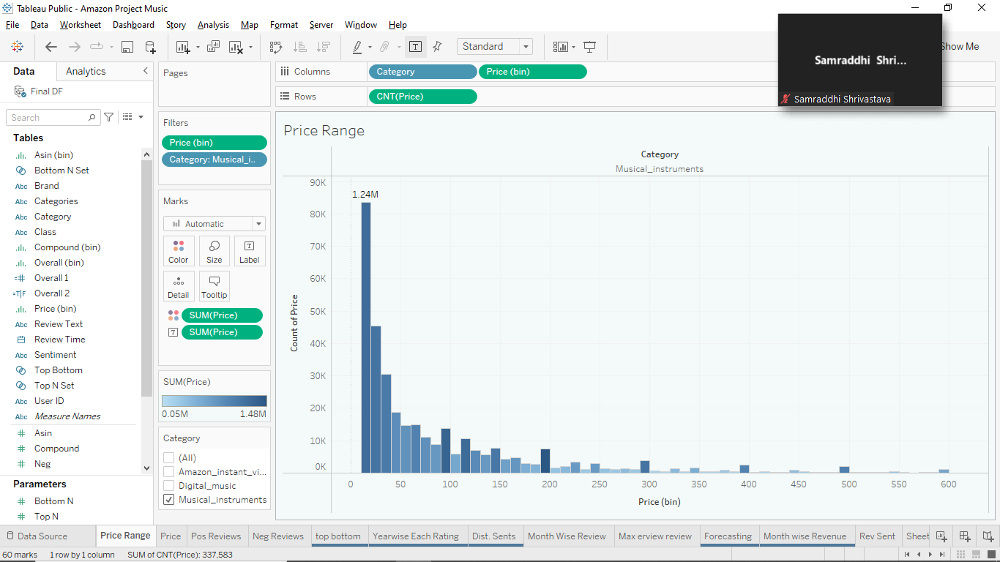 Tableau Public - Amazon Project Music
File Data Worksheet Dashboard Story Analysis Map Format Server Window Help
Standard
Show Me
Samraddhi Shri...
Samraddhi Shrivastava
Data Analytics
Final DF
Search
Tables
Asin (bin)
Bottom N Set
Abc Brand
Abc Categories
Abc Category
Abc Class
Compound (bin)
Overall (bin)
=# Overall 1
=T|F Overall 2
Price (bin)
Abc Review Text
Review Time
Abc Sentiment
Top Bottom
Top N Set
Abc User ID
Abc Measure Names
# Asin
# Compound
# Neg
Parameters
# Bottom N
# Top N
Pages
Filters
Price (bin)
Category: Musical_i..
Marks
Automatic
Color Size Label
Detail Tooltip
SUM(Price)
SUM(Price)
SUM(Price)
0.05M 1.48M
Category
(All)
Amazon_instant_vi...
Digital_music
Musical_instruments
Columns Category Price (bin)
Rows CNT(Price)
Price Range
Category
Musical_instruments
90K
80K
70K
60K
50K
40K
30K
20K
10K
0K
Count of Price
1.24M
0 50 100 150 200 250 300 350 400 450 500 550 600
Price (bin)
Data Source Price Range Price Pos Reviews Neg Reviews top bottom Yearwise Each Rating Dist. Sents Month Wise Review Max erview review Forecasting Month wise Revenue Rev Sent Sheet
60 marks 1 row by 1 column SUM of CNT(Price): 337,583